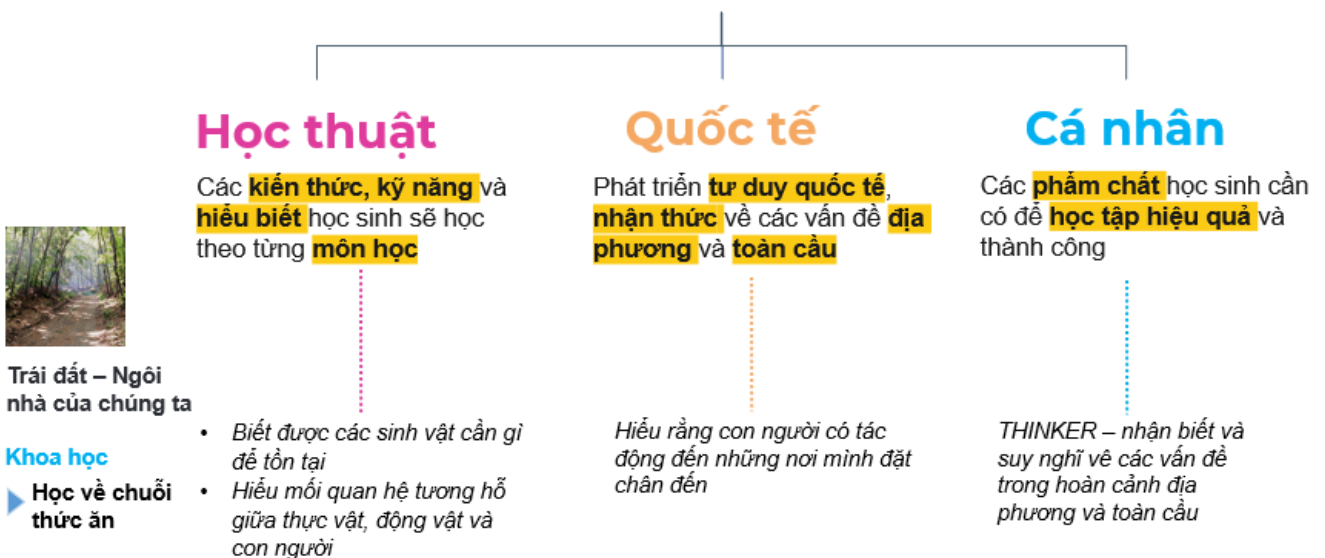 Học thuật
Các kiến thức, kỹ năng và
hiểu biết học sinh sẽ học
theo từng môn học
Quốc tế
Phát triển tư duy quốc tế,
nhận thức về các vấn đề địa
phương và toàn cầu
Cá nhân
Các phẩm chất học sinh cần
có để học tập hiệu quả và
thành công
Trái đất – Ngôi
nhà của chúng ta
Khoa học
Học về chuỗi
thức ăn
• Biết được các sinh vật cần gì
để tồn tại
• Hiểu mối quan hệ tương hỗ
giữa thực vật, động vật và
con người
Hiểu rằng con người có tác
động đến những nơi mình đặt
chân đến
THINKER – nhận biết và
suy nghĩ vê các vấn đề
trong hoàn cảnh địa
phương và toàn cầu